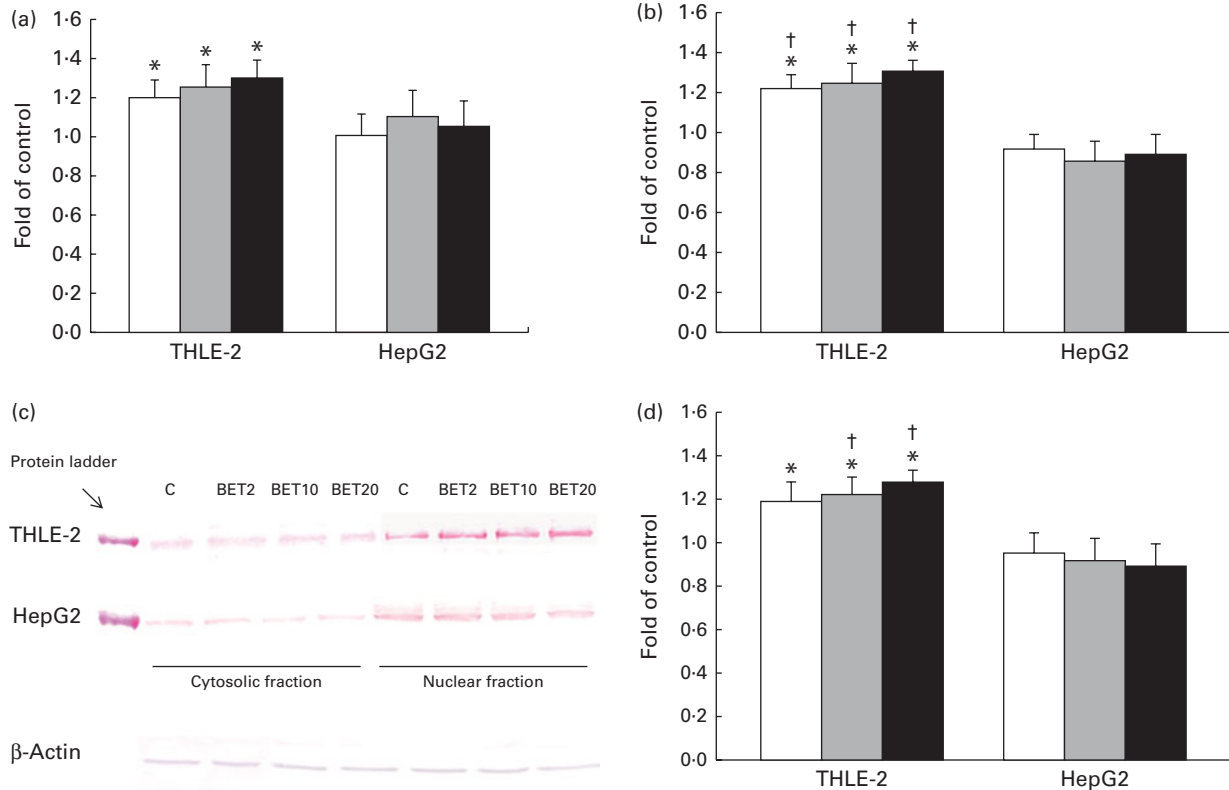 (a)
1·6
1·4
1·2
1·0
0·8
0·6
0·4
0·2
0·0
Fold of control
* * *
THLE-2 HepG2
(b)
1·6
1·4
1·2
1·0
0·8
0·6
0·4
0·2
0·0
Fold of control
† † †
* * *
THLE-2 HepG2
(c)
Protein ladder
C BET2 BET10 BET20 C BET2 BET10 BET20
THLE-2
HepG2
Cytosolic fraction Nuclear fraction
β-Actin
(d)
1·6
1·4
1·2
1·0
0·8
0·6
0·4
0·2
0·0
Fold of control
† †
* * *
THLE-2 HepG2